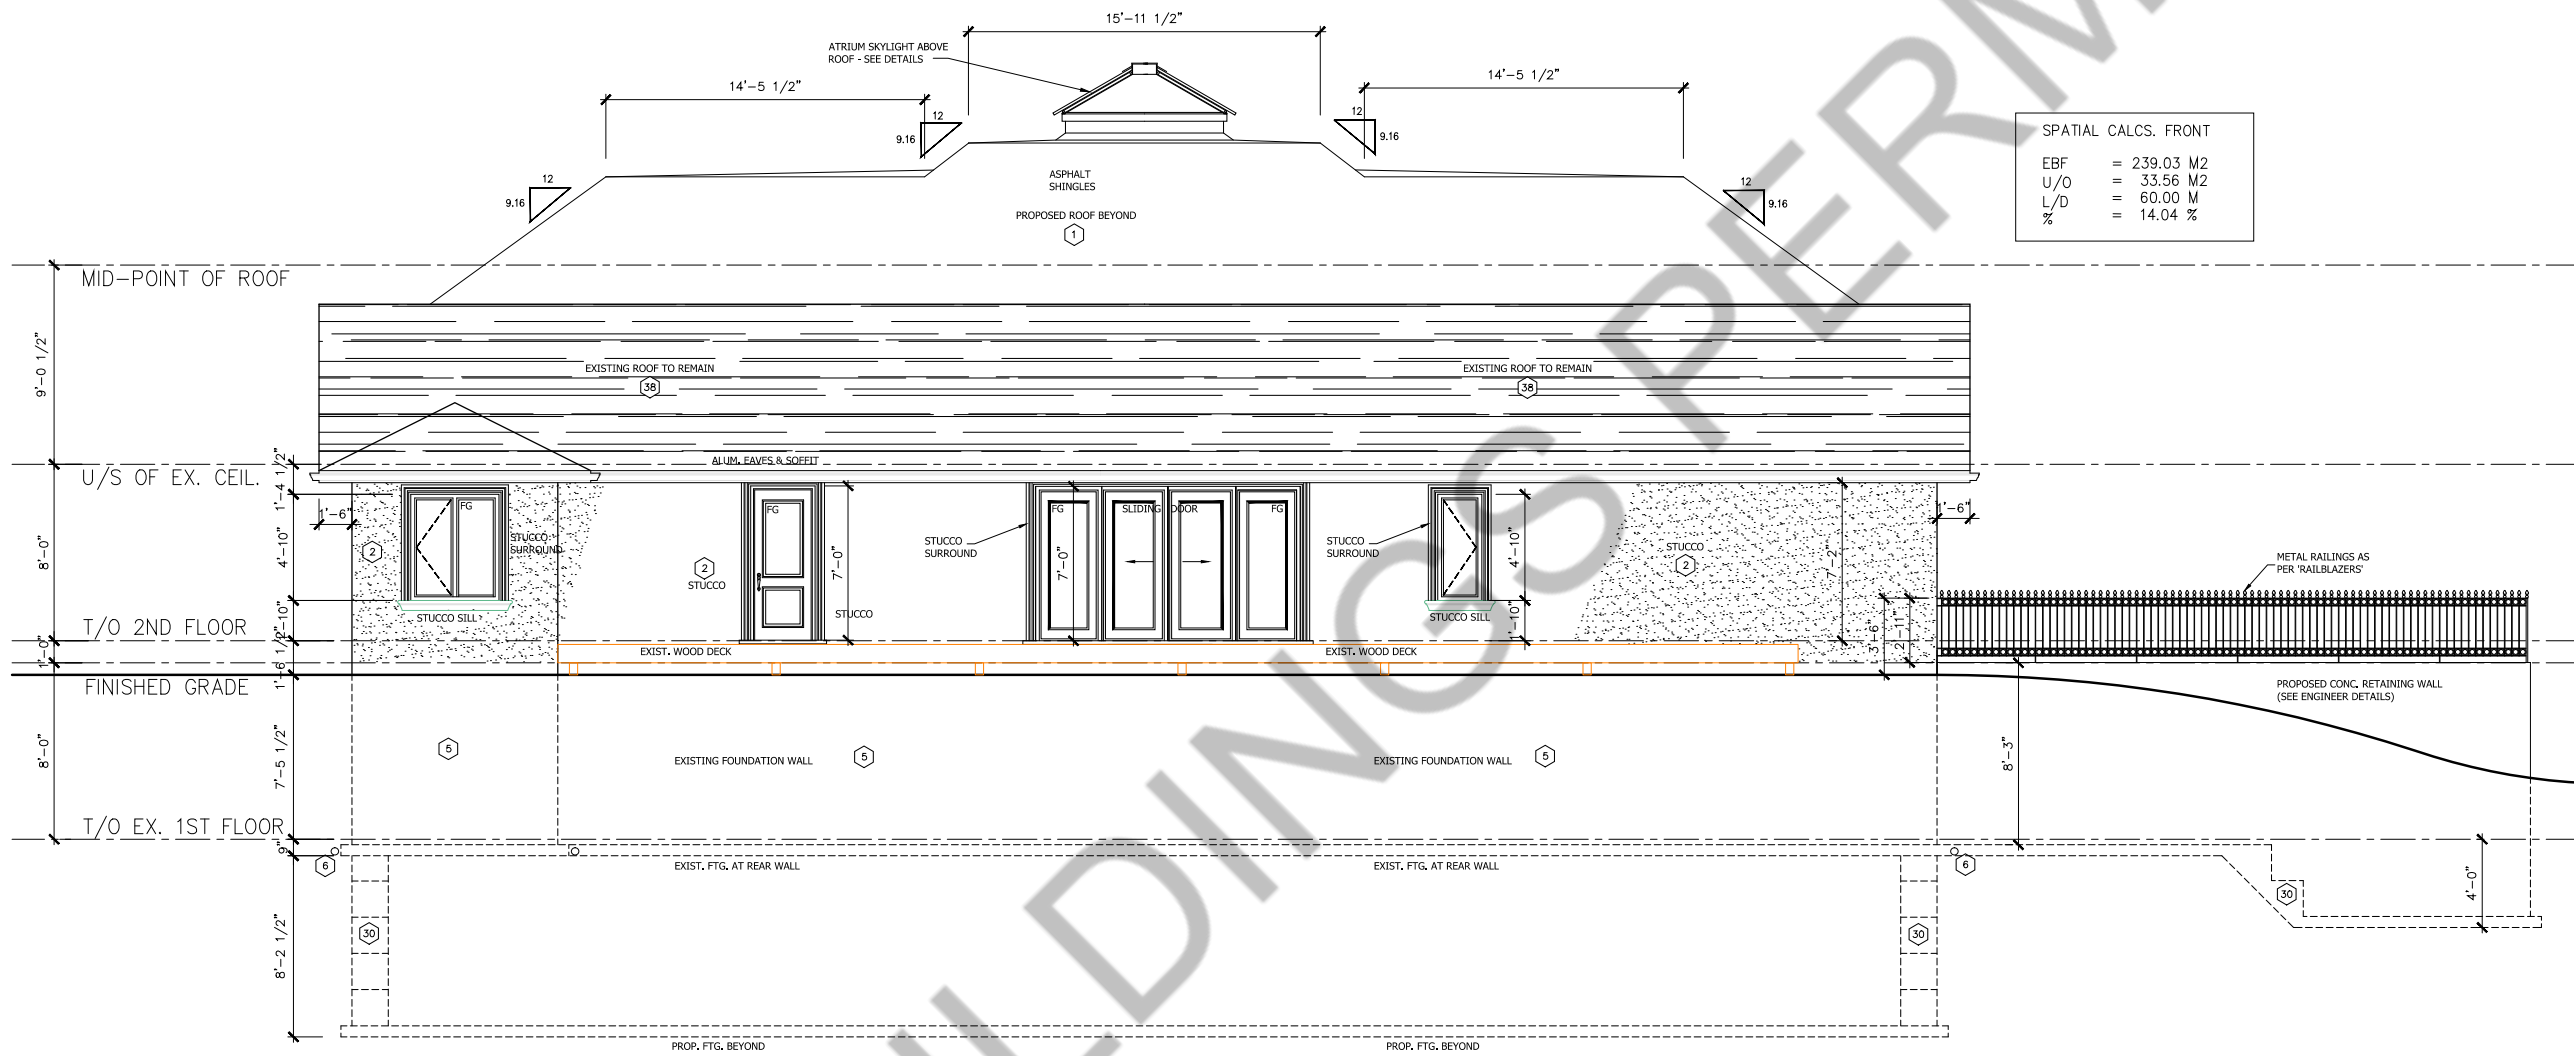 15'-11 1/2"
ATRIUM SKYLIGHT ABOVE
ROOF - SEE DETAILS
14'-5 1/2"
14'-5 1/2"
12
9.16
12
9.16
12
9.16
12
9.16
ASPHALT
SHINGLES
PROPOSED ROOF BEYOND
1
SPATIAL CALCS. FRONT
EBF = 239.03 M2
U/O = 33.56 M2
L/D = 60.00 M
% = 14.04 %
MID-POINT OF ROOF
9'-0 1/2"
EXISTING ROOF TO REMAIN
38
EXISTING ROOF TO REMAIN
38
ALUM. EAVES & SOFFIT
U/S OF EX. CEIL.
1'-4 1/2"
1'-6"
1'-6"
8'-0"
4'-10"
1'-10"
2
FG
STUCCO
SURROUND
STUCCO SILL
2
STUCCO
FG
7'-0"
STUCCO
STUCCO
SURROUND
FG
7'-0"
SLIDING DOOR
FG
STUCCO
SURROUND
4'-10"
1'-10"
STUCCO SILL
STUCCO
2
7'-2"
METAL RAILINGS AS
PER 'RAILBLAZERS'
3'-6"
2'-11"
T/O 2ND FLOOR
1'-0"
1'-6 1/2"
EXIST. WOOD DECK
EXIST. WOOD DECK
FINISHED GRADE
PROPOSED CONC. RETAINING WALL
(SEE ENGINEER DETAILS)
8'-0"
7'-5 1/2"
5
EXISTING FOUNDATION WALL
5
EXISTING FOUNDATION WALL
5
8'-3"
T/O EX. 1ST FLOOR
9"
6
EXIST. FTG. AT REAR WALL
EXIST. FTG. AT REAR WALL
6
30
4'-0"
8'-2 1/2"
30
30
PROP. FTG. BEYOND
PROP. FTG. BEYOND